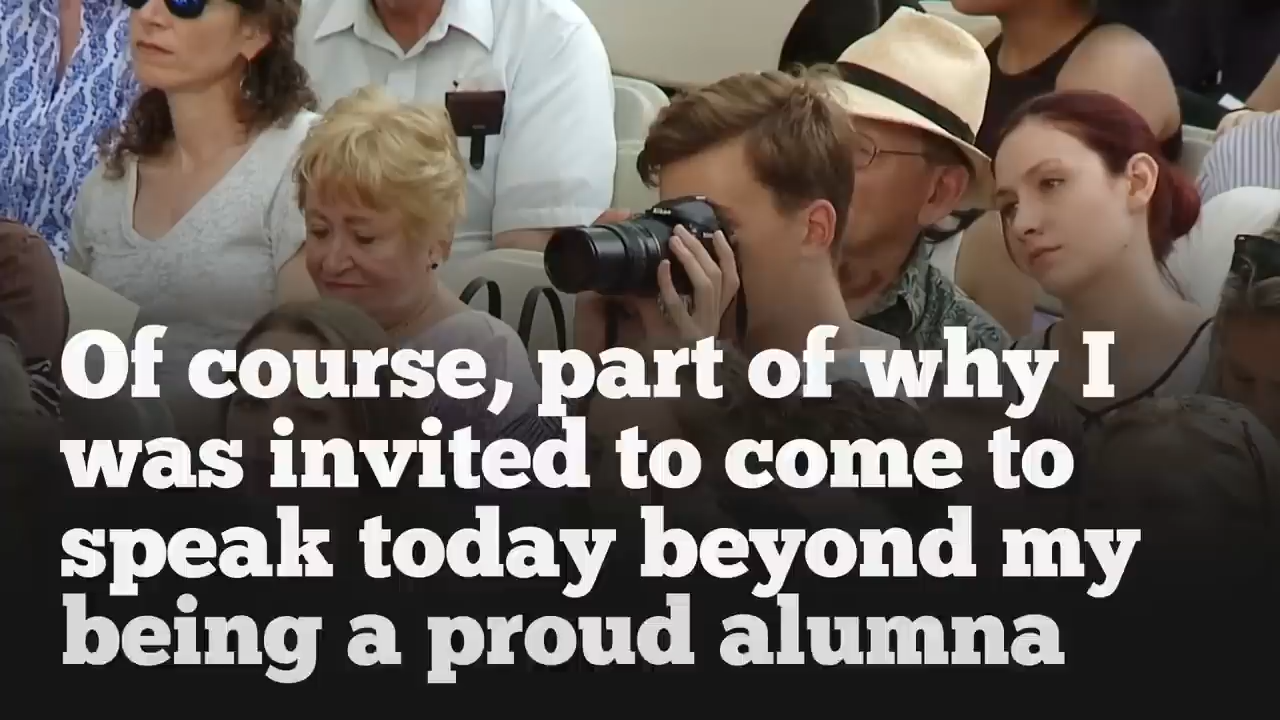 Of course, part of why I
was invited to come to
speak today beyond my
being a proud alumna